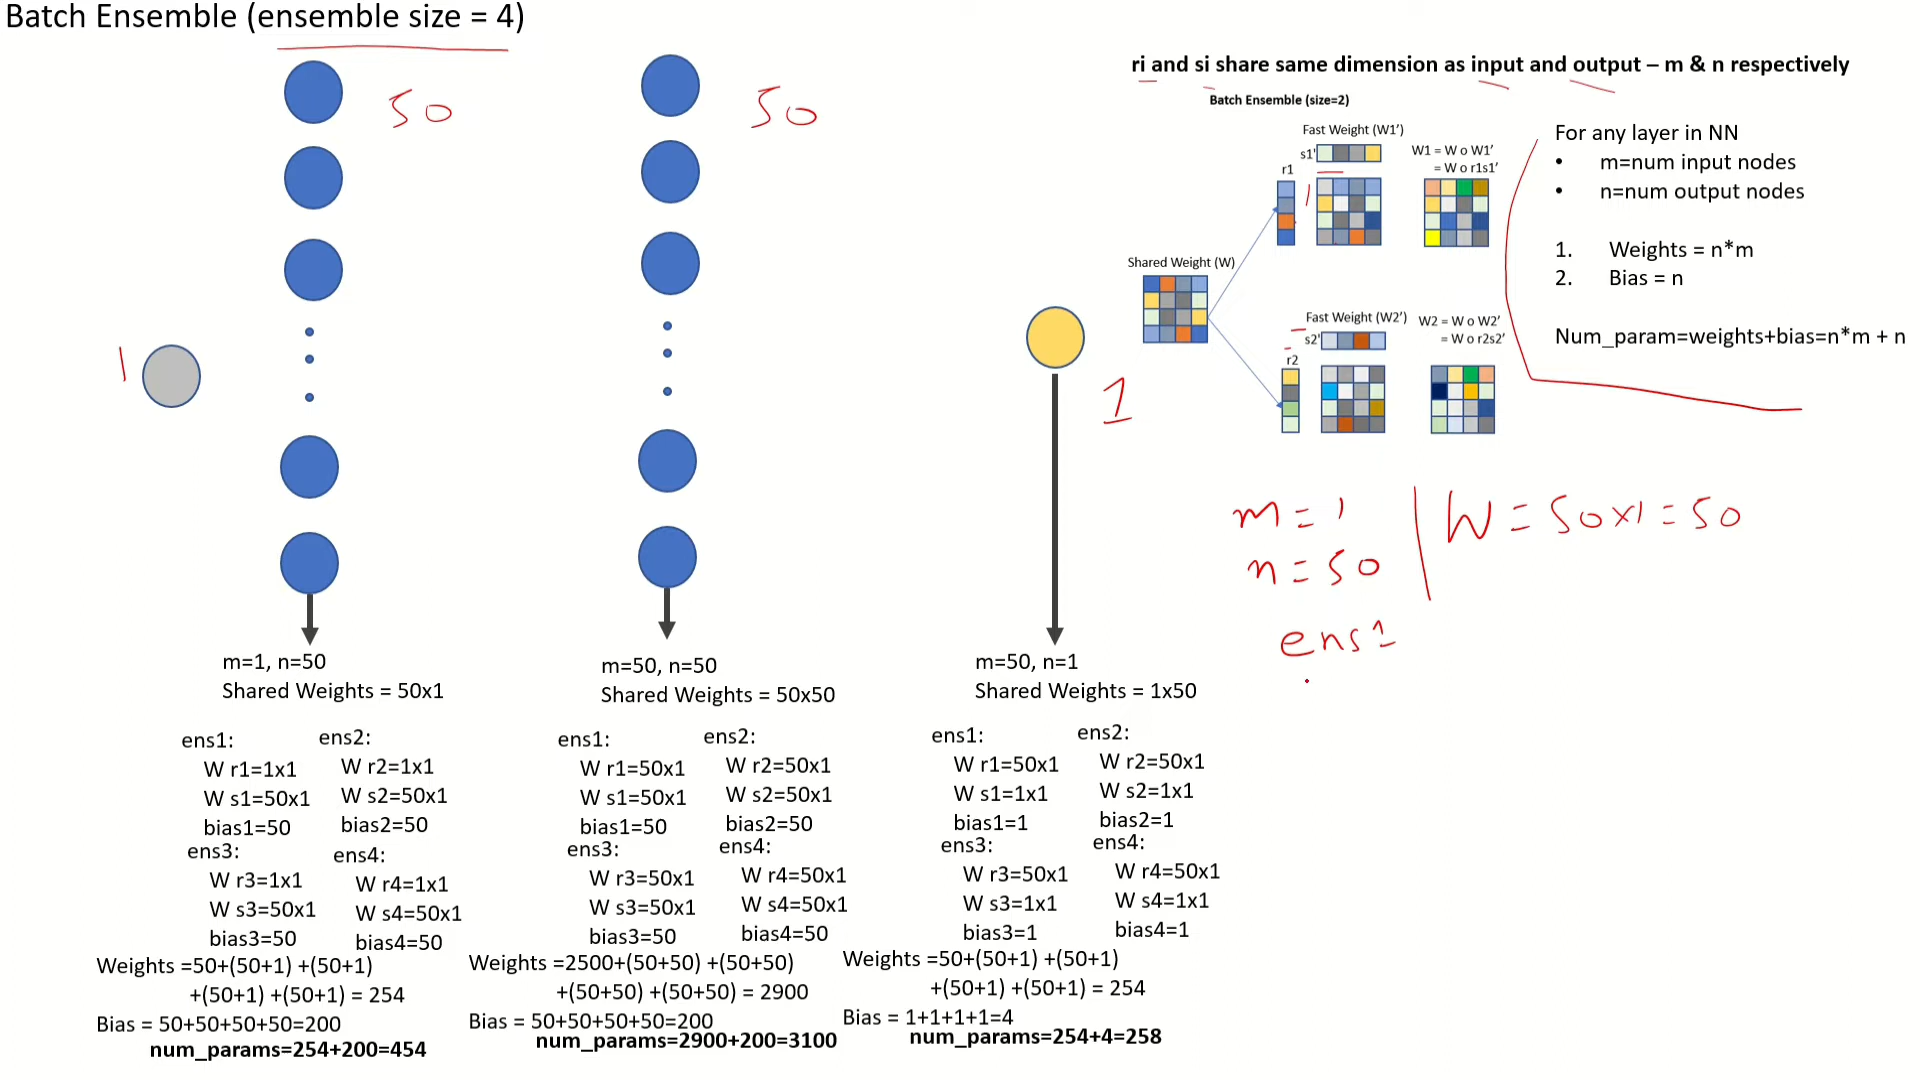 Batch Ensemble (ensemble size = 4)
50
50
1
1
m=1, n=50
Shared Weights = 50x1
ens1:
W r1=1x1
W s1=50x1
bias1=50
ens2:
W r2=1x1
W s2=50x1
bias2=50
ens3:
W r3=1x1
W s3=50x1
bias3=50
ens4:
W r4=1x1
W s4=50x1
bias4=50
Weights =50+(50+1) +(50+1)
+(50+1) +(50+1) = 254
Bias = 50+50+50+50=200
num_params=254+200=454
m=50, n=50
Shared Weights = 50x50
ens1:
W r1=50x1
W s1=50x1
bias1=50
ens2:
W r2=50x1
W s2=50x1
bias2=50
ens3:
W r3=50x1
W s3=50x1
bias3=50
ens4:
W r4=50x1
W s4=50x1
bias4=50
Weights =2500+(50+50) +(50+50)
+(50+50) +(50+50) = 2900
Bias = 50+50+50+50=200
num_params=2900+200=3100
m=50, n=1
Shared Weights = 1x50
ens1:
W r1=50x1
W s1=1x1
bias1=1
ens2:
W r2=50x1
W s2=1x1
bias2=1
ens3:
W r3=50x1
W s3=1x1
bias3=1
ens4:
W r4=50x1
W s4=1x1
bias4=1
Weights =50+(50+1) +(50+1)
+(50+1) +(50+1) = 254
Bias = 1+1+1+1=4
num_params=254+4=258
ri and si share same dimension as input and output – m & n respectively
Batch Ensemble (size=2)
Fast Weight (W1')
s1'
r1
W1 = W o W1'
= W o r1s1'
Shared Weight (W)
Fast Weight (W2')
s2'
r2
W2 = W o W2'
= W o r2s2'
For any layer in NN
• m=num input nodes
• n=num output nodes
1. Weights = n*m
2. Bias = n
Num_param=weights+bias=n*m + n
m = 1
n = 50
W = 50x1 = 50
ens1